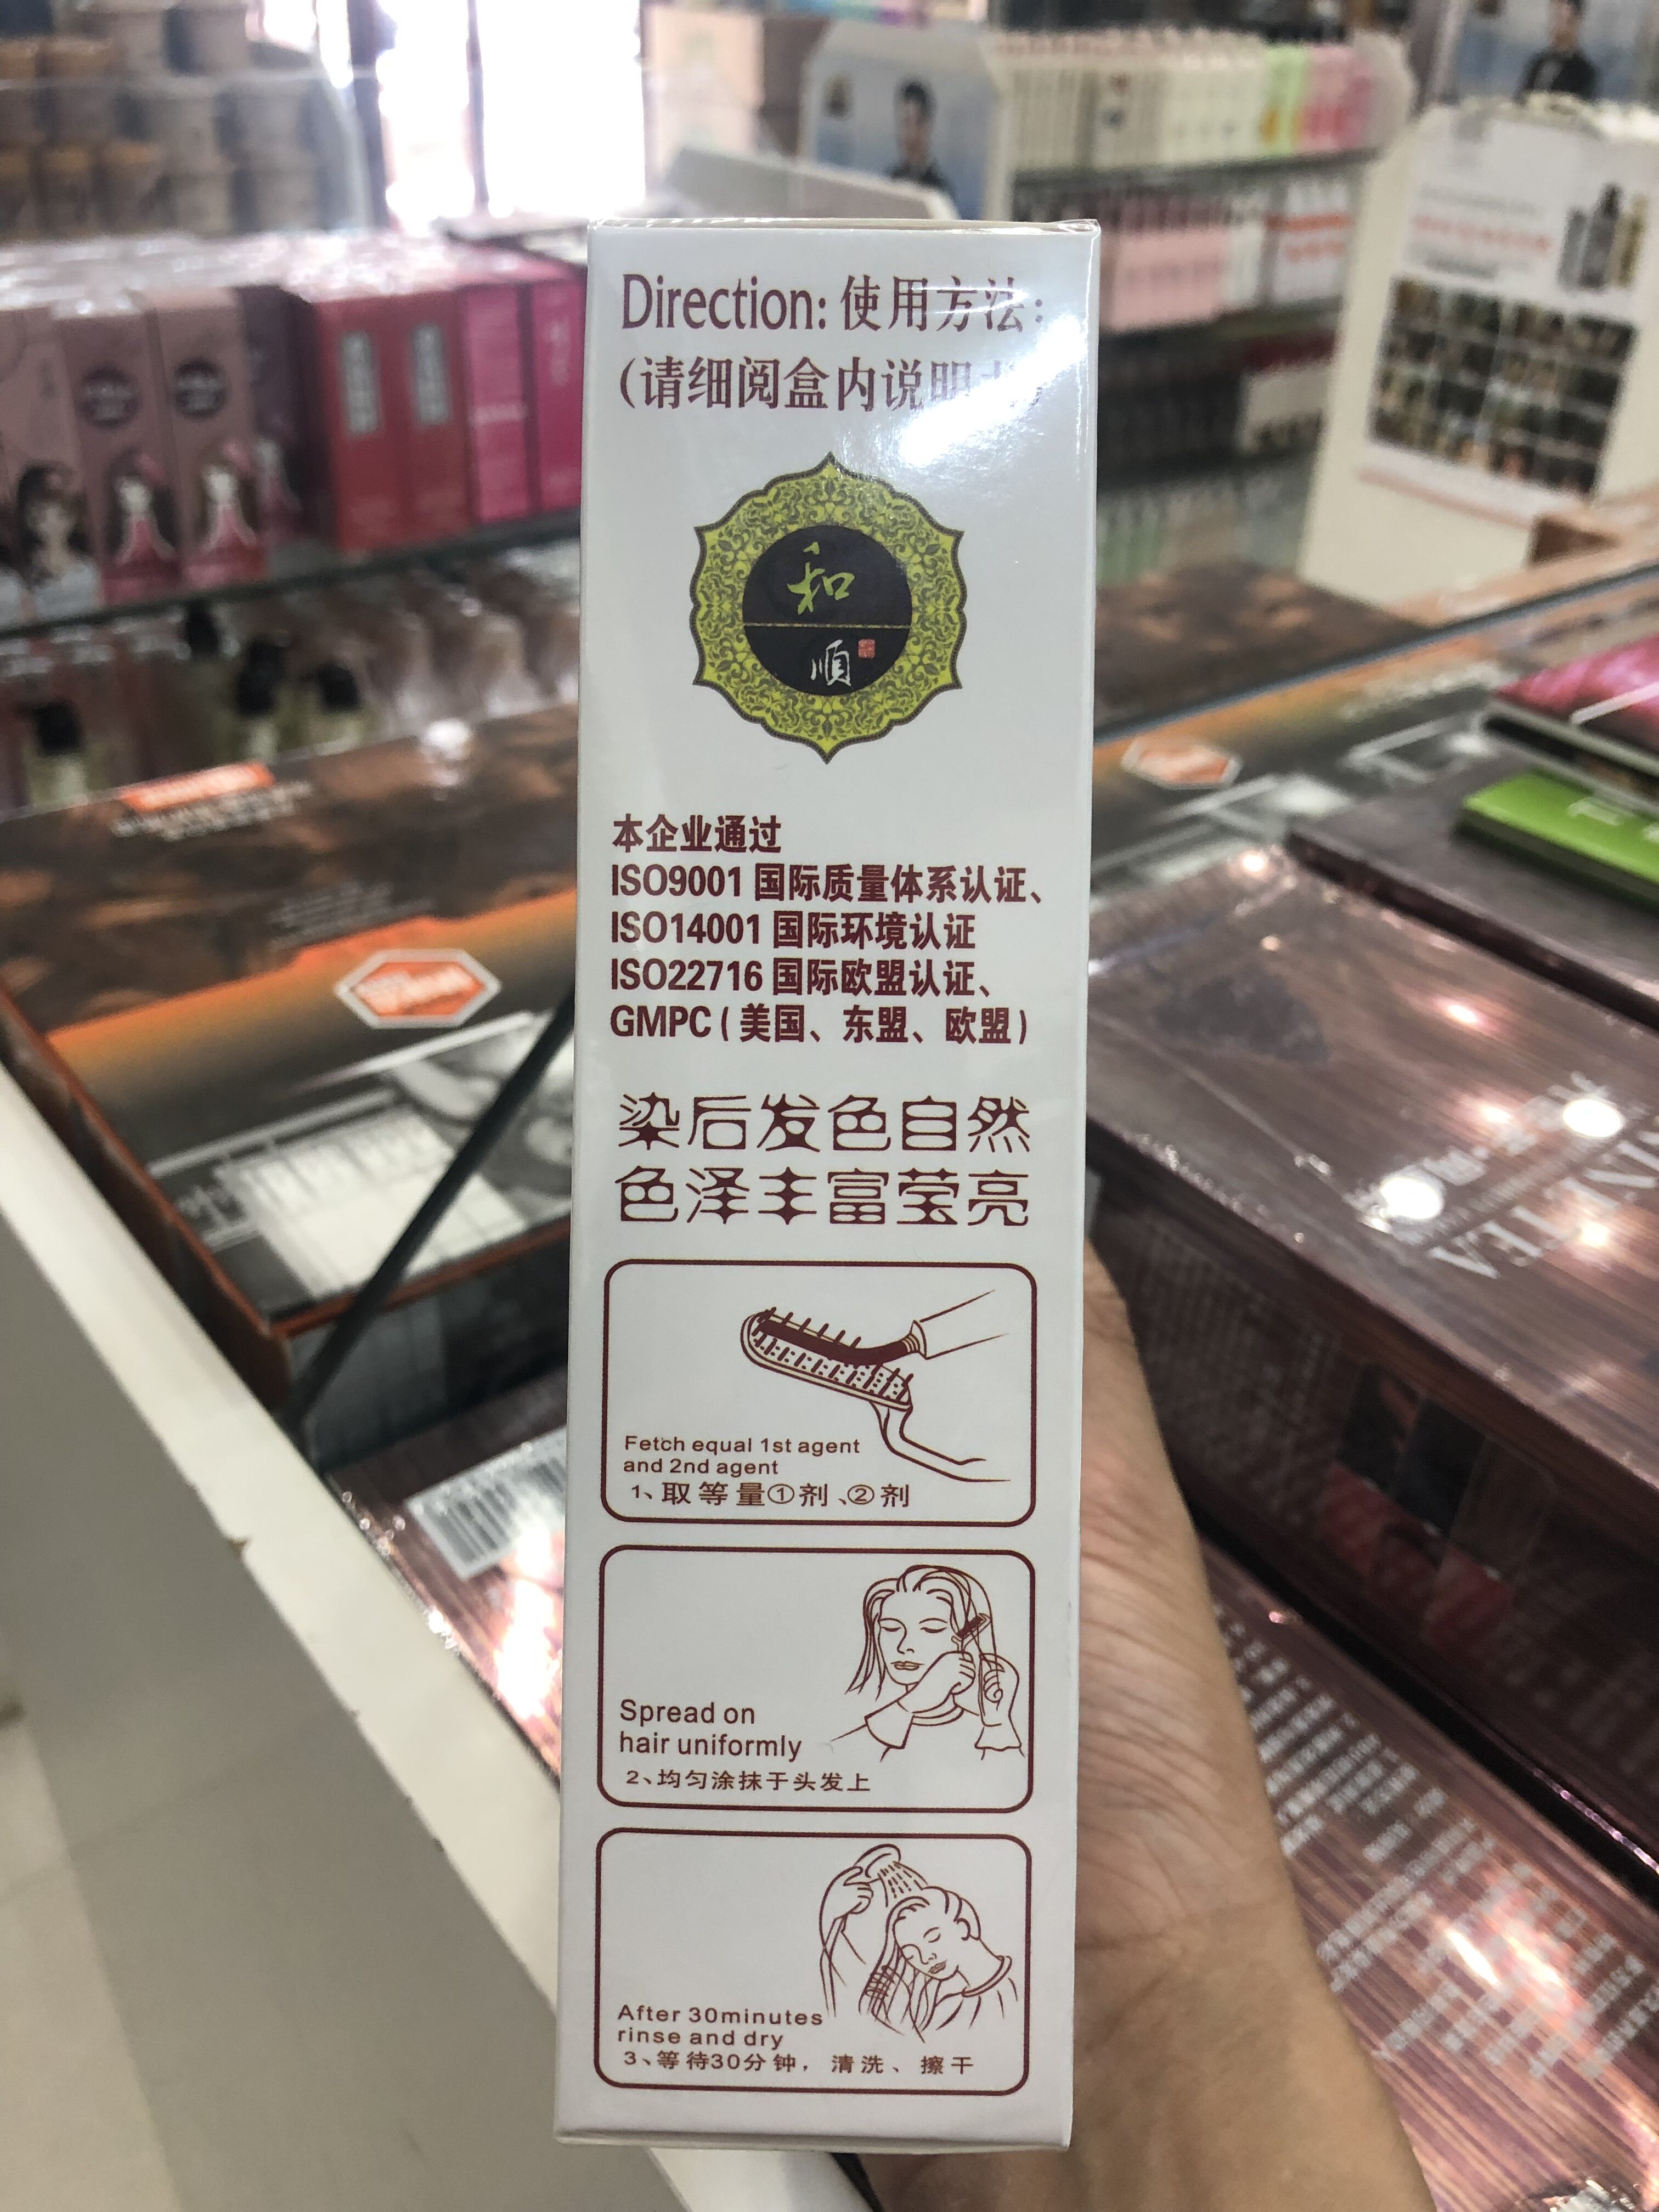 Direction: 使用方法:
(请细阅盒内说明
和
順
本企业通过
ISO9001 国际质量体系认证、
ISO14001 国际环境认证
ISO22716 国际欧盟认证、
GMPC ( 美国、东盟、欧盟 )
染后发色自然
色泽丰富莹亮
Fetch equal 1st agent
and 2nd agent
1、取等量①剂、②剂
Spread on
hair uniformly
2、均匀涂抹于头发上
After 30minutes
rinse and dry
3、等待30分钟，清洗、擦干